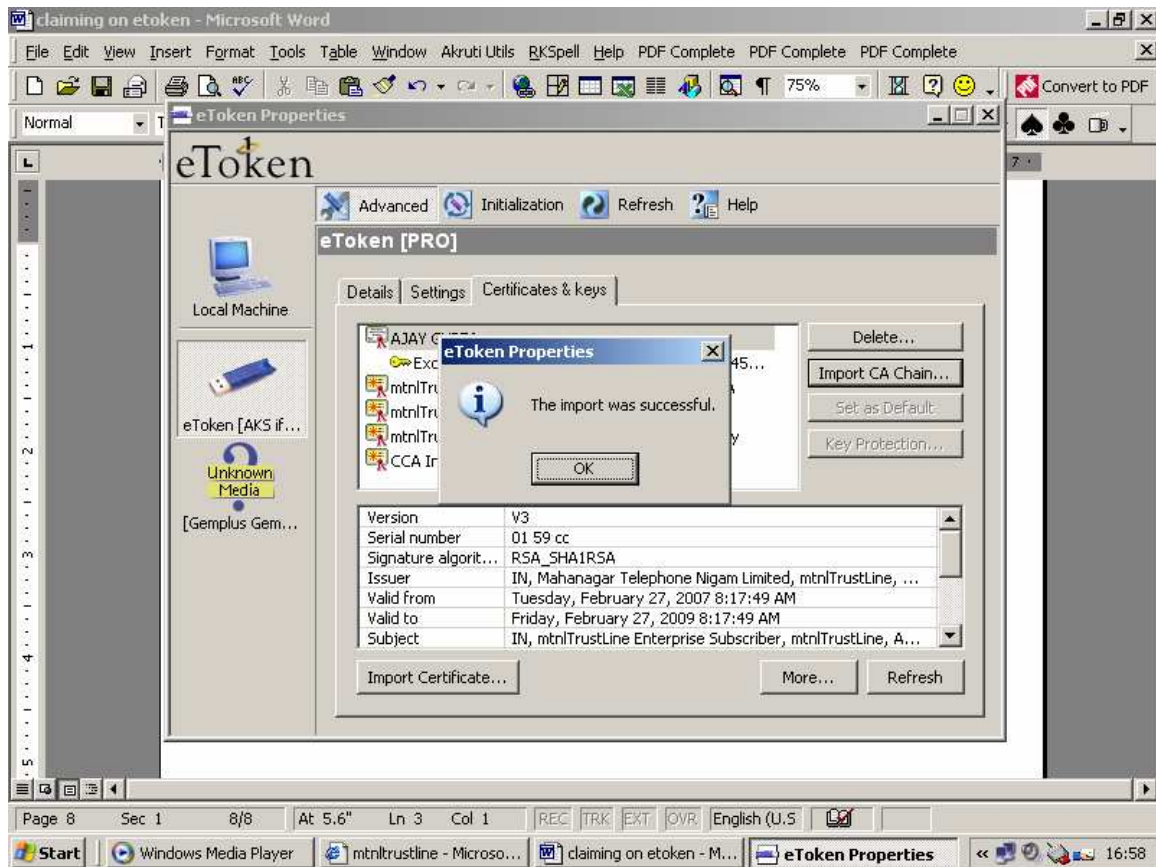 claiming on etoken - Microsoft Word
File Edit View Insert Format Tools Table Window Akruti Utils RKSpell Help PDF Complete PDF Complete PDF Complete
75% Convert to PDF
Normal
eToken Properties
eToken
Advanced Initialization Refresh Help
eToken [PRO]
Local Machine
eToken [AKS if...
Unknown Media
[Gemplus Gem...
Details Settings Certificates & keys
AJAY
Exc 45...
mtnlTru
mtnlTru
mtnlTru y
CCA In
Delete...
Import CA Chain...
Set as Default
Key Protection...
eToken Properties
The import was successful.
OK
Version V3
Serial number 01 59 cc
Signature algorit... RSA_SHA1RSA
Issuer IN, Mahanagar Telephone Nigam Limited, mtnlTrustLine, ...
Valid from Tuesday, February 27, 2007 8:17:49 AM
Valid to Friday, February 27, 2009 8:17:49 AM
Subject IN, mtnlTrustLine Enterprise Subscriber, mtnlTrustLine, A...
Import Certificate... More... Refresh
Page 8 Sec 1 8/8 At 5.6" Ln 3 Col 1 REC TRK EXT OVR English (U.S
Start Windows Media Player mtnltrustline - Microso... claiming on etoken - M... eToken Properties « 16:58